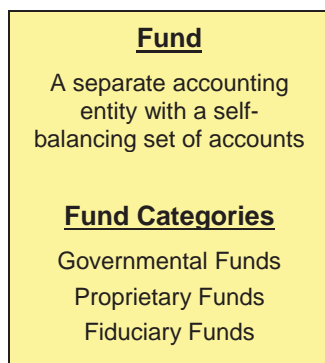 Fund
A separate accounting
entity with a self-
balancing set of accounts
Fund Categories
Governmental Funds
Proprietary Funds
Fiduciary Funds